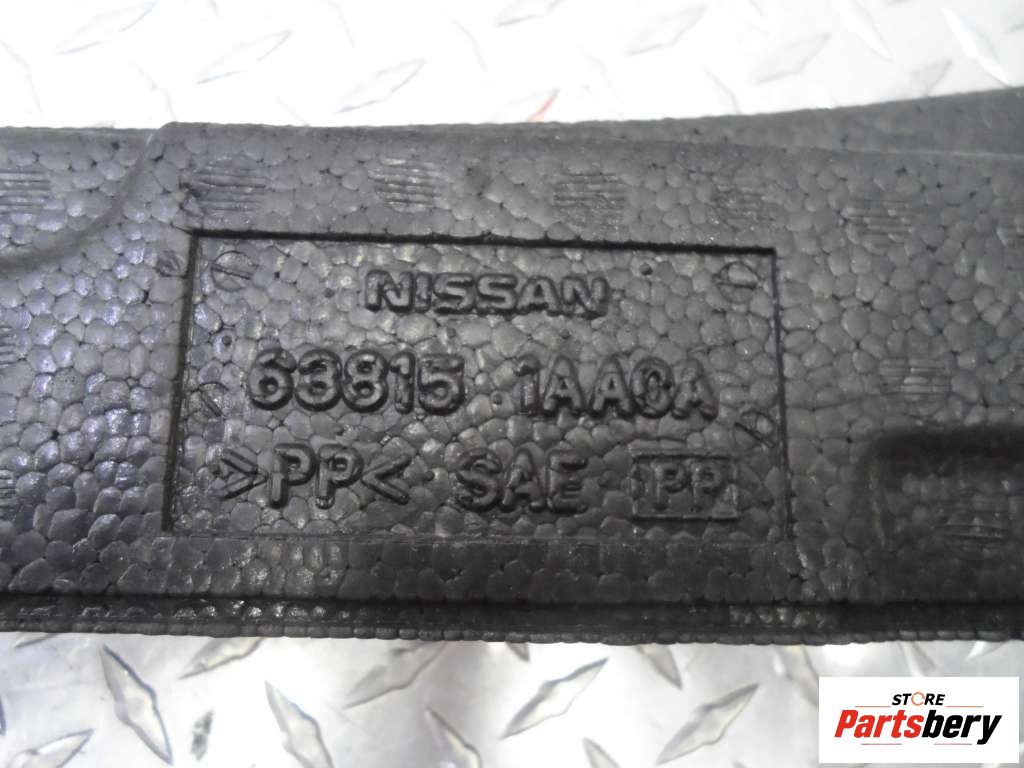 NISSAN
63815 1AA0A
>PP< SAE PP
STORE
Partsbery